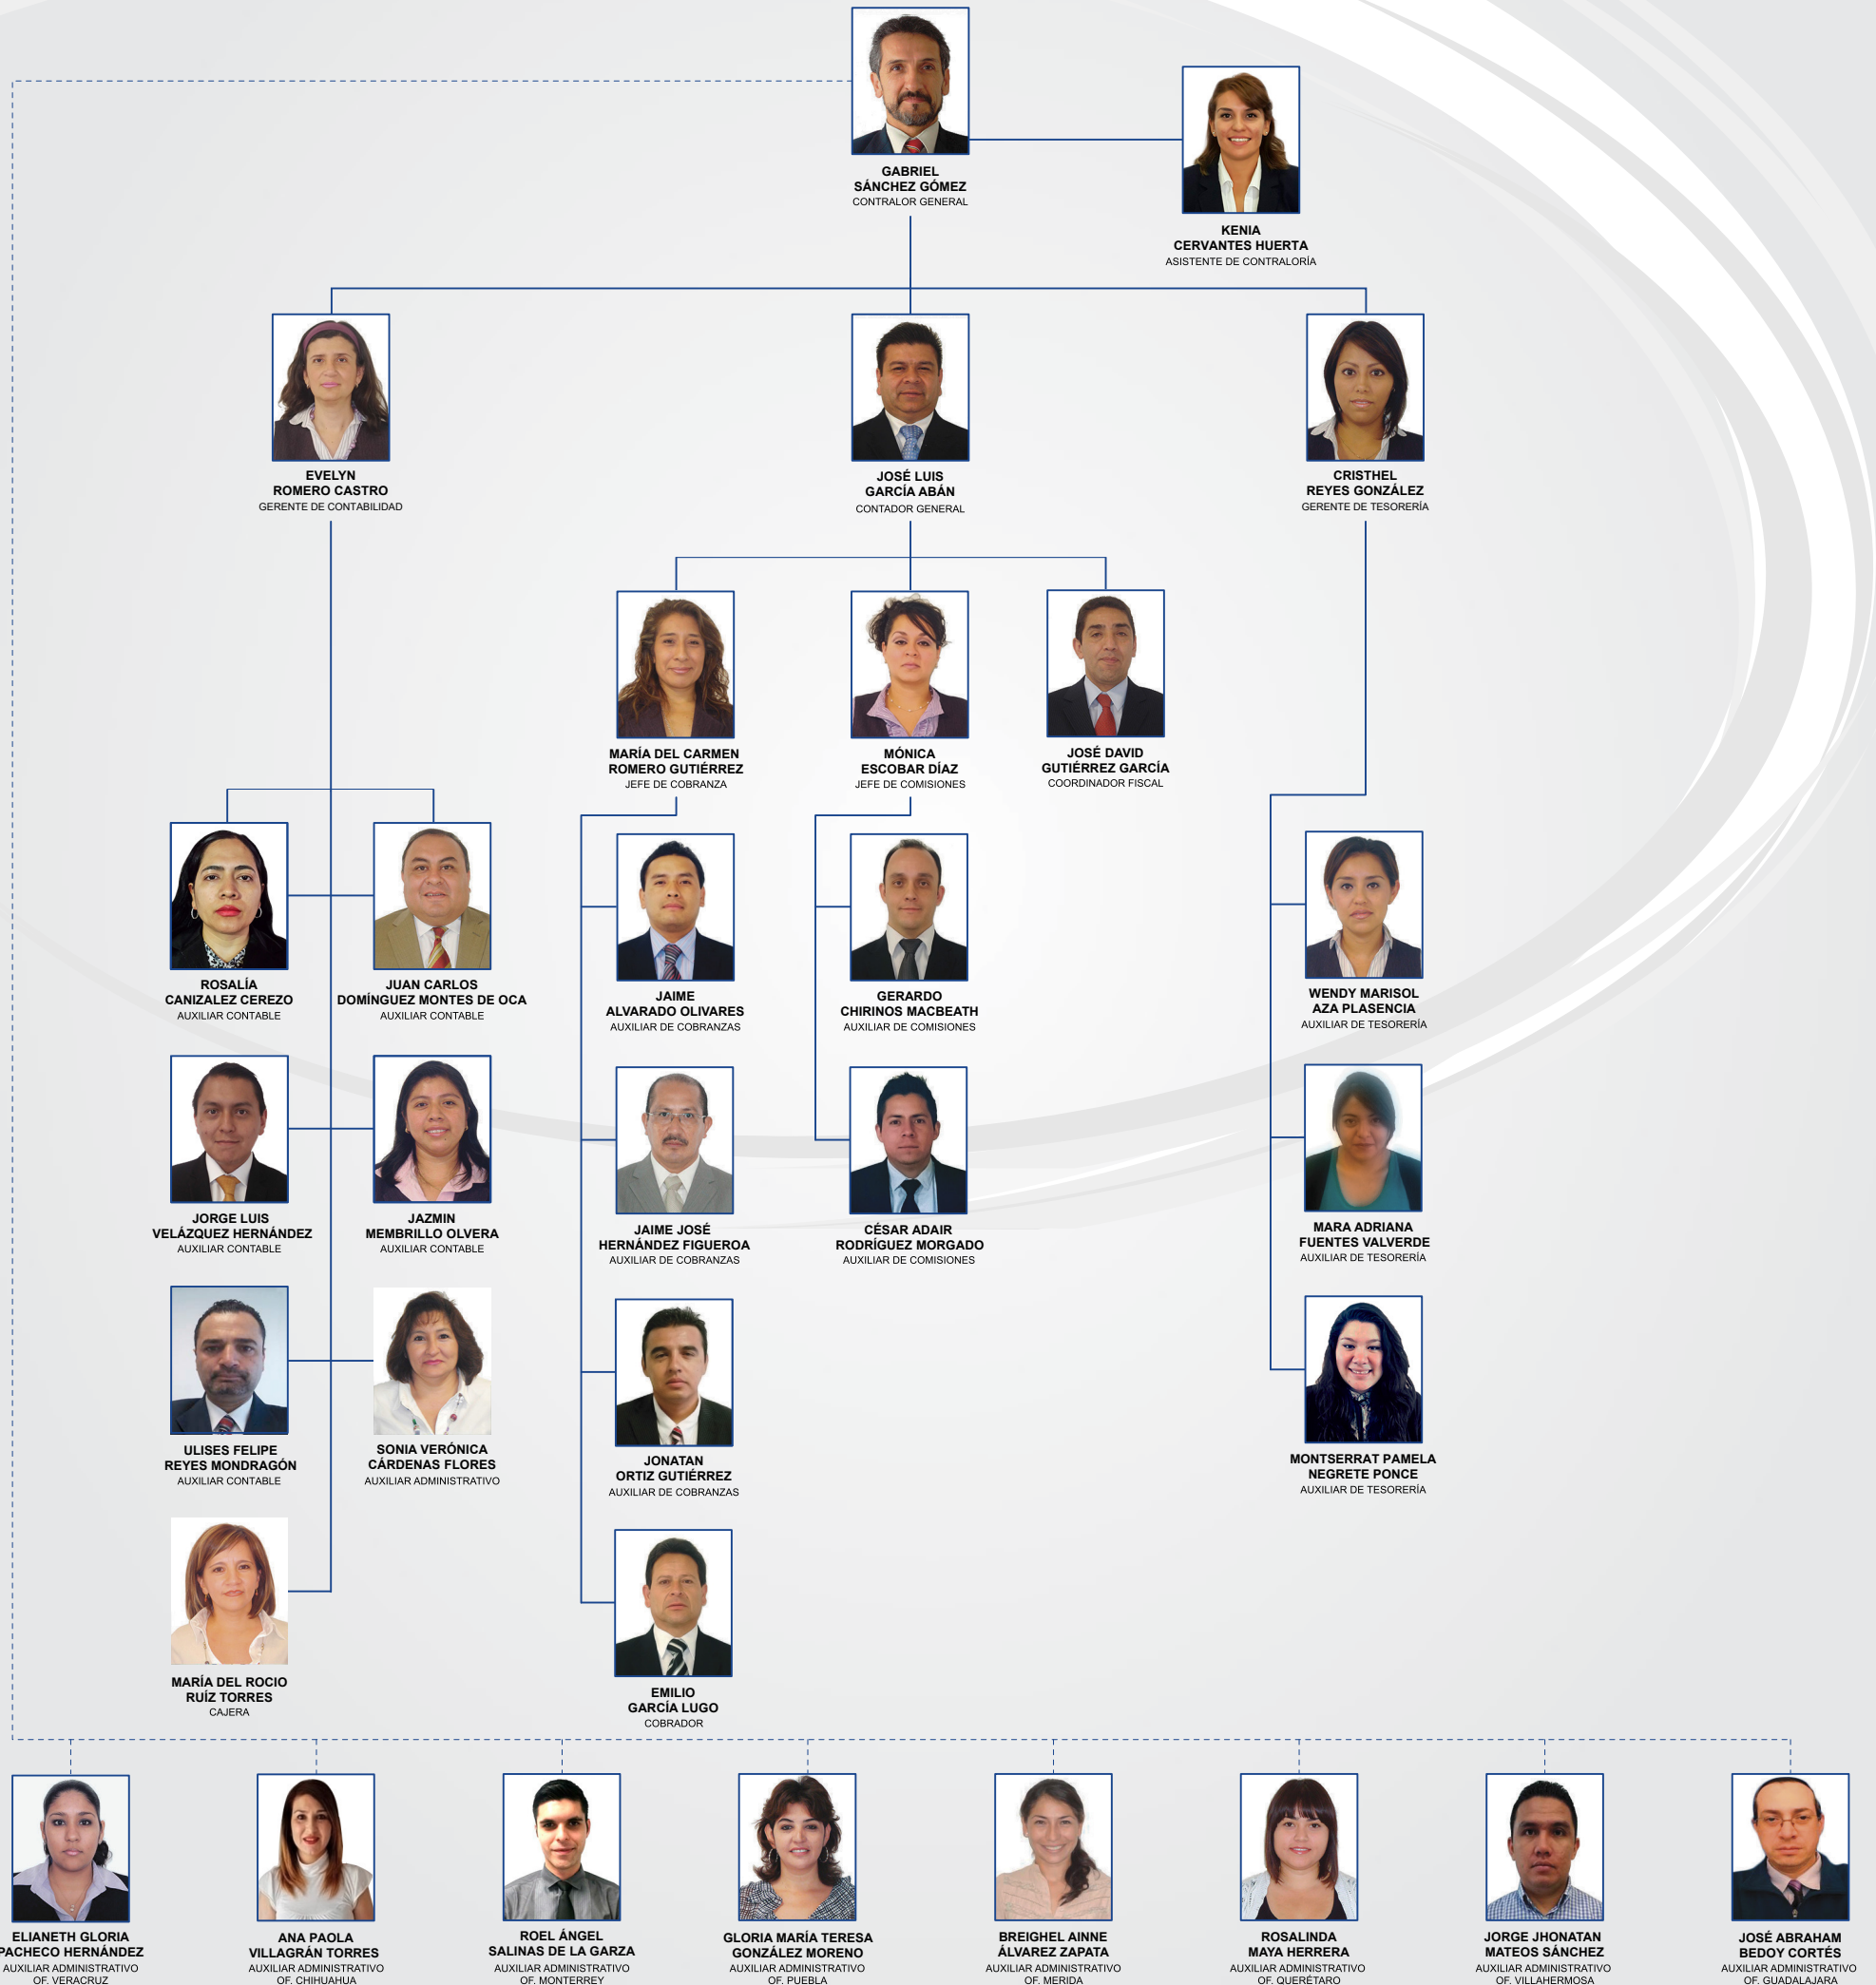 GABRIEL
SÁNCHEZ GÓMEZ
CONTRALOR GENERAL
KENIA
CERVANTES HUERTA
ASISTENTE DE CONTRALORÍA
EVELYN
ROMERO CASTRO
GERENTE DE CONTABILIDAD
JOSÉ LUIS
GARCÍA ABÁN
CONTADOR GENERAL
CRISTHEL
REYES GONZÁLEZ
GERENTE DE TESORERÍA
MARÍA DEL CARMEN
ROMERO GUTIÉRREZ
JEFE DE COBRANZA
MÓNICA
ESCOBAR DÍAZ
JEFE DE COMISIONES
JOSÉ DAVID
GUTIÉRREZ GARCÍA
COORDINADOR FISCAL
ROSALÍA
CANIZALEZ CEREZO
AUXILIAR CONTABLE
JUAN CARLOS
DOMÍNGUEZ MONTES DE OCA
AUXILIAR CONTABLE
JAIME
ALVARADO OLIVARES
AUXILIAR DE COBRANZAS
GERARDO
CHIRINOS MACBEATH
AUXILIAR DE COMISIONES
WENDY MARISOL
AZA PLASENCIA
AUXILIAR DE TESORERÍA
JORGE LUIS
VELÁZQUEZ HERNÁNDEZ
AUXILIAR CONTABLE
JAZMIN
MEMBRILLO OLVERA
AUXILIAR CONTABLE
JAIME JOSÉ
HERNÁNDEZ FIGUEROA
AUXILIAR DE COBRANZAS
CÉSAR ADAIR
RODRÍGUEZ MORGADO
AUXILIAR DE COMISIONES
MARA ADRIANA
FUENTES VALVERDE
AUXILIAR DE TESORERÍA
ULISES FELIPE
REYES MONDRAGÓN
AUXILIAR CONTABLE
SONIA VERÓNICA
CÁRDENAS FLORES
AUXILIAR ADMINISTRATIVO
JONATAN
ORTIZ GUTIÉRREZ
AUXILIAR DE COBRANZAS
MONTSERRAT PAMELA
NEGRETE PONCE
AUXILIAR DE TESORERÍA
MARÍA DEL ROCIO
RUÍZ TORRES
CAJERA
EMILIO
GARCÍA LUGO
COBRADOR
ELIANETH GLORIA
PACHECO HERNÁNDEZ
AUXILIAR ADMINISTRATIVO
OF. VERACRUZ
ANA PAOLA
VILLAGRÁN TORRES
AUXILIAR ADMINISTRATIVO
OF. CHIHUAHUA
ROEL ÁNGEL
SALINAS DE LA GARZA
AUXILIAR ADMINISTRATIVO
OF. MONTERREY
GLORIA MARÍA TERESA
GONZÁLEZ MORENO
AUXILIAR ADMINISTRATIVO
OF. PUEBLA
BREIGHEL AINNE
ÁLVAREZ ZAPATA
AUXILIAR ADMINISTRATIVO
OF. MERIDA
ROSALINDA
MAYA HERRERA
AUXILIAR ADMINISTRATIVO
OF. QUERÉTARO
JORGE JHONATAN
MATEOS SÁNCHEZ
AUXILIAR ADMINISTRATIVO
OF. VILLAHERMOSA
JOSÉ ABRAHAM
BEDOY CORTÉS
AUXILIAR ADMINISTRATIVO
OF. GUADALAJARA